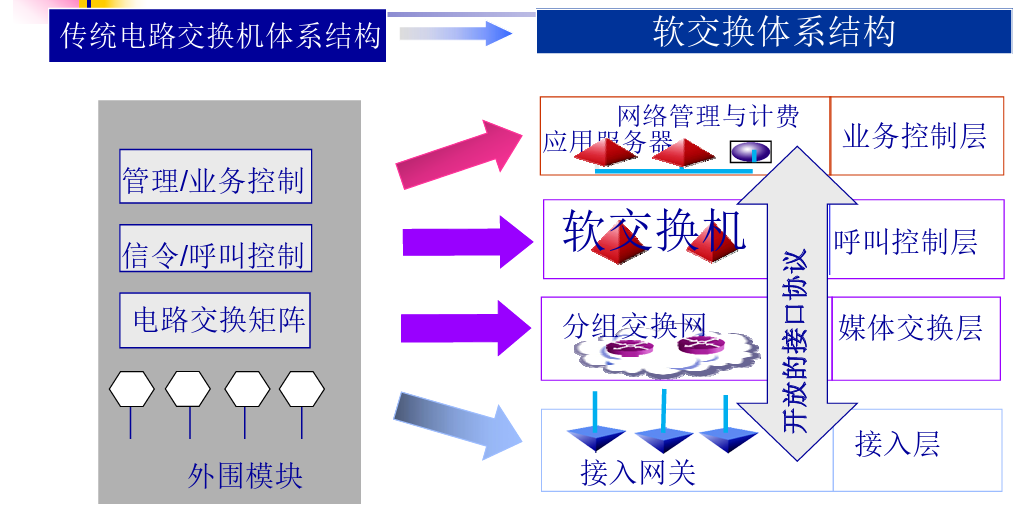 传统电路交换机体系结构
软交换体系结构
管理/业务控制
信令/呼叫控制
电路交换矩阵
外围模块
网络管理与计费
应用服务器
业务控制层
软交换机
呼叫控制层
分组交换网
媒体交换层
接入网关
接入层
开放的接口协议